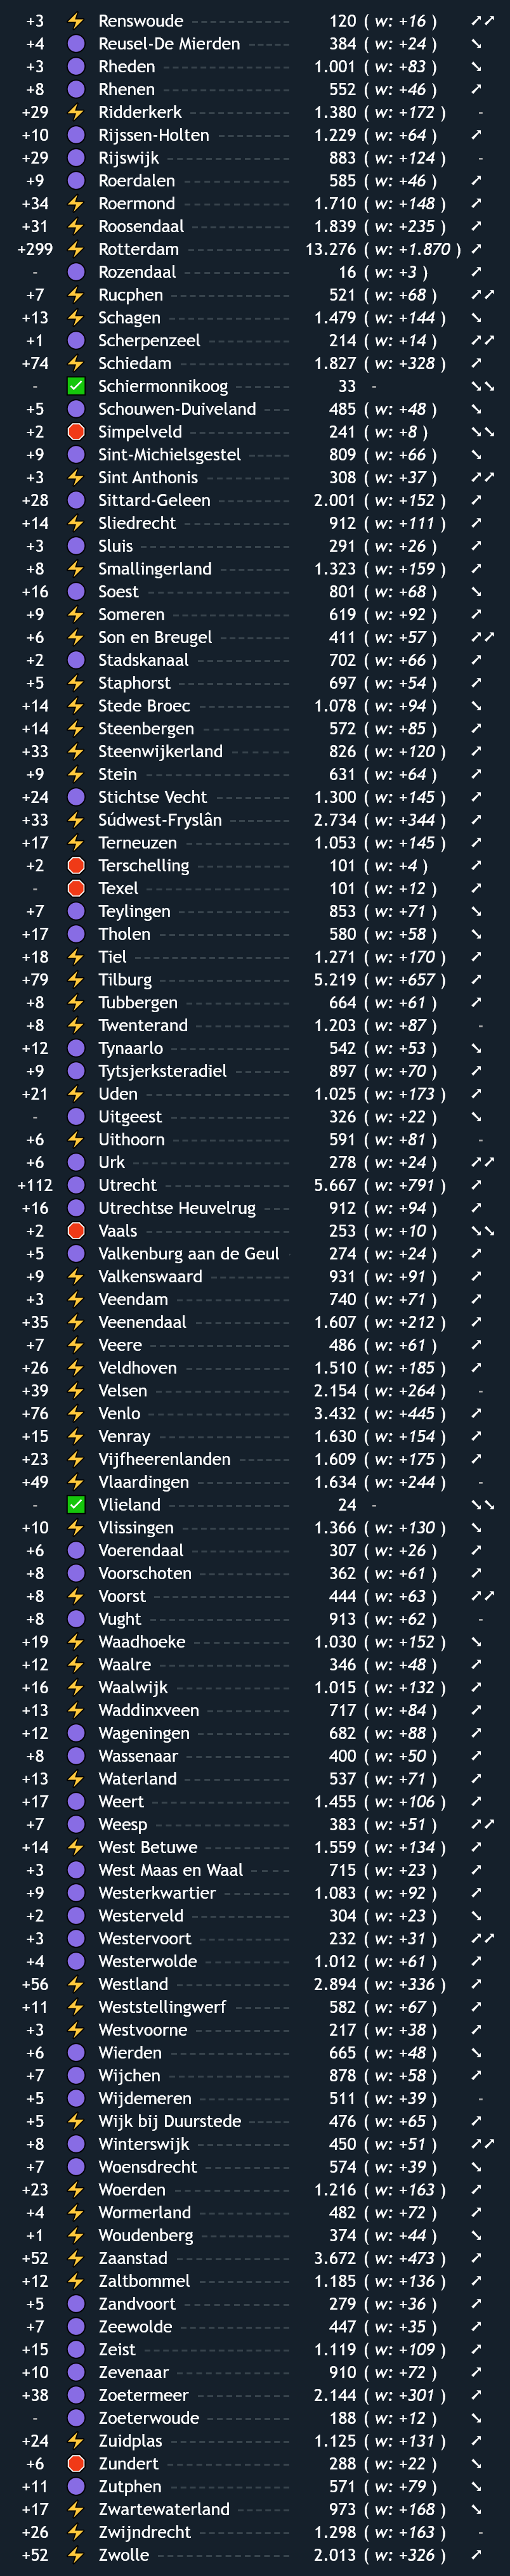 +3 ⚡ Renswoude 120 ( w: +16 ) ↗↗
+4 🟣 Reusel-De Mierden 384 ( w: +24 ) ↘
+3 🟣 Rheden 1.001 ( w: +83 ) ↘
+8 🟣 Rhenen 552 ( w: +46 ) ↗
+29 ⚡ Ridderkerk 1.380 ( w: +172 ) -
+10 🟣 Rijssen-Holten 1.229 ( w: +64 ) ↗
+29 🟣 Rijswijk 883 ( w: +124 ) -
+9 🟣 Roerdalen 585 ( w: +46 ) ↗
+34 ⚡ Roermond 1.710 ( w: +148 ) ↗
+31 ⚡ Roosendaal 1.839 ( w: +235 ) ↗
+299 ⚡ Rotterdam 13.276 ( w: +1.870 ) ↗
- 🟣 Rozendaal 16 ( w: +3 ) ↗
+7 ⚡ Rucphen 521 ( w: +68 ) ↗↗
+13 ⚡ Schagen 1.479 ( w: +144 ) ↘
+1 🟣 Scherpenzeel 214 ( w: +14 ) ↗↗
+74 ⚡ Schiedam 1.827 ( w: +328 ) ↗
- ✅ Schiermonnikoog 33 - ↘↘
+5 🟣 Schouwen-Duiveland 485 ( w: +48 ) ↘
+2 🛑 Simpelveld 241 ( w: +8 ) ↘↘
+9 🟣 Sint-Michielsgestel 809 ( w: +66 ) ↘
+3 ⚡ Sint Anthonis 308 ( w: +37 ) ↗↗
+28 🟣 Sittard-Geleen 2.001 ( w: +152 ) ↗
+14 ⚡ Sliedrecht 912 ( w: +111 ) ↗
+3 🟣 Sluis 291 ( w: +26 ) ↗
+8 ⚡ Smallingerland 1.323 ( w: +159 ) ↗
+16 🟣 Soest 801 ( w: +68 ) ↘
+9 ⚡ Someren 619 ( w: +92 ) ↗
+6 ⚡ Son en Breugel 411 ( w: +57 ) ↗↗
+2 🟣 Stadskanaal 702 ( w: +66 ) ↗
+5 ⚡ Staphorst 697 ( w: +54 ) ↗
+14 ⚡ Stede Broec 1.078 ( w: +94 ) ↘
+14 ⚡ Steenbergen 572 ( w: +85 ) ↗
+33 ⚡ Steenwijkerland 826 ( w: +120 ) ↗
+9 ⚡ Stein 631 ( w: +64 ) ↗
+24 🟣 Stichtse Vecht 1.300 ( w: +145 ) ↗
+33 ⚡ Súdwest-Fryslân 2.734 ( w: +344 ) ↗
+17 ⚡ Terneuzen 1.053 ( w: +145 ) ↗
+2 🛑 Terschelling 101 ( w: +4 ) ↗
- 🛑 Texel 101 ( w: +12 ) ↗
+7 🟣 Teylingen 853 ( w: +71 ) ↘
+17 🟣 Tholen 580 ( w: +58 ) ↘
+18 ⚡ Tiel 1.271 ( w: +170 ) ↗
+79 ⚡ Tilburg 5.219 ( w: +657 ) ↗
+8 ⚡ Tubbergen 664 ( w: +61 ) ↗
+8 ⚡ Twenterand 1.203 ( w: +87 ) -
+12 🟣 Tynaarlo 542 ( w: +53 ) ↘
+9 🟣 Tytsjerksteradiel 897 ( w: +70 ) ↗
+21 ⚡ Uden 1.025 ( w: +173 ) ↗
- 🟣 Uitgeest 326 ( w: +22 ) ↘
+6 ⚡ Uithoorn 591 ( w: +81 ) -
+6 🟣 Urk 278 ( w: +24 ) ↗↗
+112 🟣 Utrecht 5.667 ( w: +791 ) ↗
+16 🟣 Utrechtse Heuvelrug 912 ( w: +94 ) ↗
+2 🛑 Vaals 253 ( w: +10 ) ↘↘
+5 🟣 Valkenburg aan de Geul 274 ( w: +24 ) ↗
+9 ⚡ Valkenswaard 931 ( w: +91 ) ↗
+3 ⚡ Veendam 740 ( w: +71 ) ↗
+35 ⚡ Veenendaal 1.607 ( w: +212 ) ↗
+7 ⚡ Veere 486 ( w: +61 ) ↗
+26 ⚡ Veldhoven 1.510 ( w: +185 ) ↗
+39 ⚡ Velsen 2.154 ( w: +264 ) -
+76 ⚡ Venlo 3.432 ( w: +445 ) ↗
+15 ⚡ Venray 1.630 ( w: +154 ) ↗
+23 ⚡ Vijfheerenlanden 1.609 ( w: +175 ) ↗
+49 ⚡ Vlaardingen 1.634 ( w: +244 ) -
- ✅ Vlieland 24 - ↘↘
+10 ⚡ Vlissingen 1.366 ( w: +130 ) ↘
+6 🟣 Voerendaal 307 ( w: +26 ) ↗
+8 🟣 Voorschoten 362 ( w: +61 ) ↗
+8 ⚡ Voorst 444 ( w: +63 ) ↗↗
+8 🟣 Vught 913 ( w: +62 ) -
+19 ⚡ Waadhoeke 1.030 ( w: +152 ) ↘
+12 ⚡ Waalre 346 ( w: +48 ) ↗
+16 ⚡ Waalwijk 1.015 ( w: +132 ) ↗
+13 ⚡ Waddinxveen 717 ( w: +84 ) ↗
+12 🟣 Wageningen 682 ( w: +88 ) ↗
+8 🟣 Wassenaar 400 ( w: +50 ) ↗
+13 ⚡ Waterland 537 ( w: +71 ) ↗
+17 🟣 Weert 1.455 ( w: +106 ) ↗
+7 🟣 Weesp 383 ( w: +51 ) ↗↗
+14 ⚡ West Betuwe 1.559 ( w: +134 ) ↗
+3 🟣 West Maas en Waal 715 ( w: +23 ) ↗
+9 🟣 Westerkwartier 1.083 ( w: +92 ) ↗
+2 🟣 Westerveld 304 ( w: +23 ) ↘
+3 🟣 Westervoort 232 ( w: +31 ) ↗↗
+4 🟣 Westerwolde 1.012 ( w: +61 ) ↗
+56 ⚡ Westland 2.894 ( w: +336 ) ↗
+11 ⚡ Weststellingwerf 582 ( w: +67 ) ↗
+3 ⚡ Westvoorne 217 ( w: +38 ) ↗
+6 🟣 Wierden 665 ( w: +48 ) ↘
+7 🟣 Wijchen 878 ( w: +58 ) ↗
+5 🟣 Wijdemeren 511 ( w: +39 ) -
+5 ⚡ Wijk bij Duurstede 476 ( w: +65 ) ↗
+8 🟣 Winterswijk 450 ( w: +51 ) ↗↗
+7 🟣 Woensdrecht 574 ( w: +39 ) ↘
+23 ⚡ Woerden 1.216 ( w: +163 ) ↗
+4 ⚡ Wormerland 482 ( w: +72 ) ↗
+1 ⚡ Woudenberg 374 ( w: +44 ) ↘
+52 ⚡ Zaanstad 3.672 ( w: +473 ) ↗
+12 ⚡ Zaltbommel 1.185 ( w: +136 ) ↗
+5 🟣 Zandvoort 279 ( w: +36 ) ↗
+7 🟣 Zeewolde 447 ( w: +35 ) ↗
+15 🟣 Zeist 1.119 ( w: +109 ) ↗
+10 🟣 Zevenaar 910 ( w: +72 ) ↗
+38 🟣 Zoetermeer 2.144 ( w: +301 ) ↗
- 🟣 Zoeterwoude 188 ( w: +12 ) ↘
+24 ⚡ Zuidplas 1.125 ( w: +131 ) ↗
+6 🛑 Zundert 288 ( w: +22 ) ↘
+11 🟣 Zutphen 571 ( w: +79 ) ↘
+17 ⚡ Zwartewaterland 973 ( w: +168 ) ↘
+26 ⚡ Zwijndrecht 1.298 ( w: +163 ) -
+52 ⚡ Zwolle 2.013 ( w: +326 ) ↗